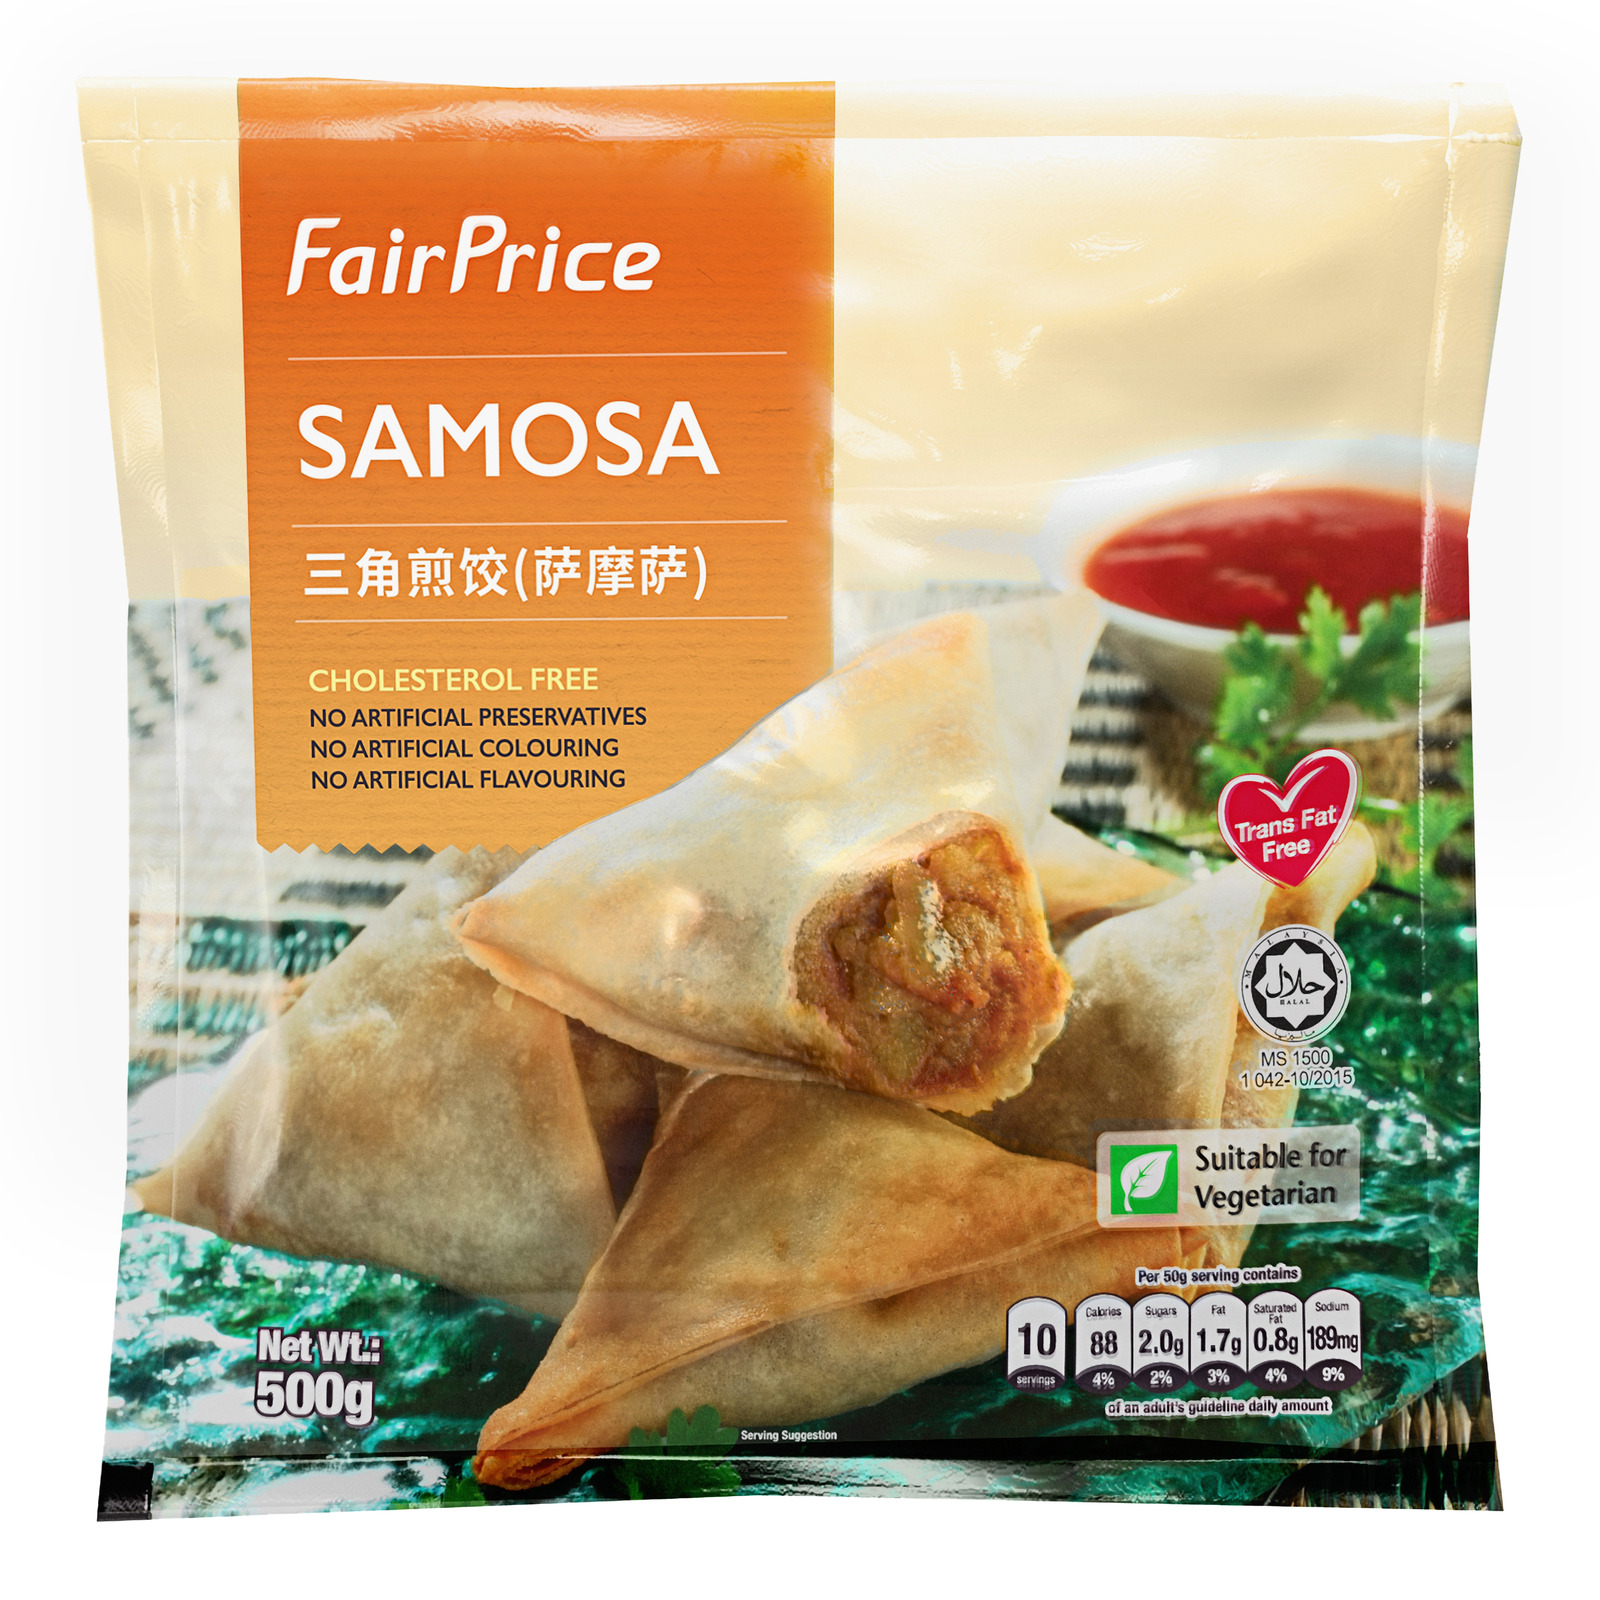 FairPrice
SAMOSA
三角煎饺(萨摩萨)
CHOLESTEROL FREE
NO ARTIFICIAL PRESERVATIVES
NO ARTIFICIAL COLOURING
NO ARTIFICIAL FLAVOURING
Trans Fat
Free
MALAYSIA
حلال
HALAL
مليسيا
MS 1500
1 042-10/2015
Suitable for
Vegetarian
Per 50g serving contains
10 servings
Calories 88 4%
Sugars 2.0g 2%
Fat 1.7g 3%
Saturated Fat 0.8g 4%
Sodium 189mg 9%
of an adult's guideline daily amount
Net Wt.:
500g
Serving Suggestion